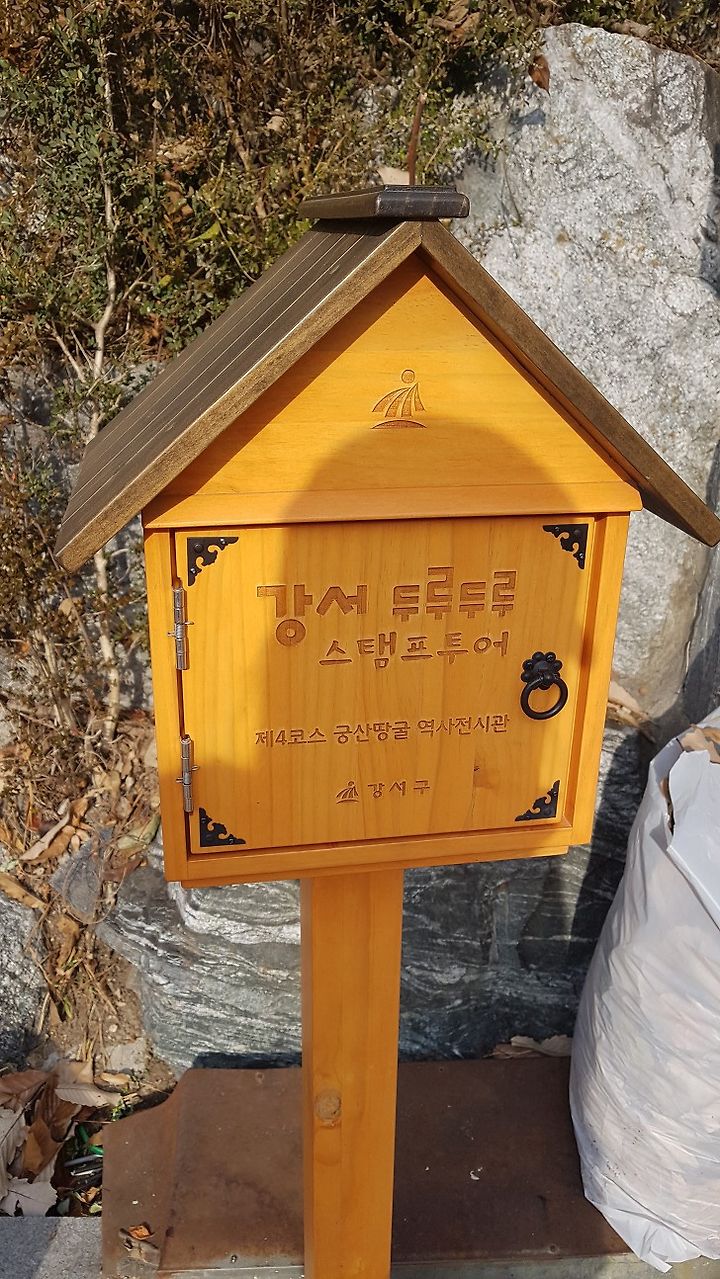 강서 두루두루
스탬프투어
제4코스 궁산땅굴 역사전시관
강서구